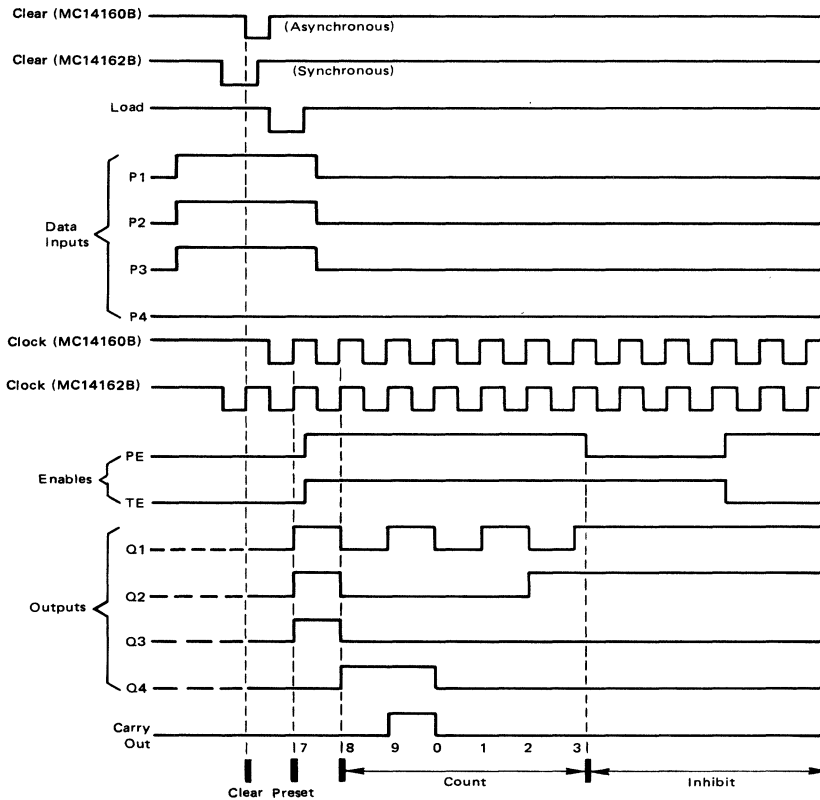 Clear (MC14160B)
(Asynchronous)
Clear (MC14162B)
(Synchronous)
Load
Data
Inputs
P1
P2
P3
P4
Clock (MC14160B)
Clock (MC14162B)
Enables
PE
TE
Outputs
Q1
Q2
Q3
Q4
Carry
Out
7 8 9 0 1 2 3
Clear Preset
Count
Inhibit